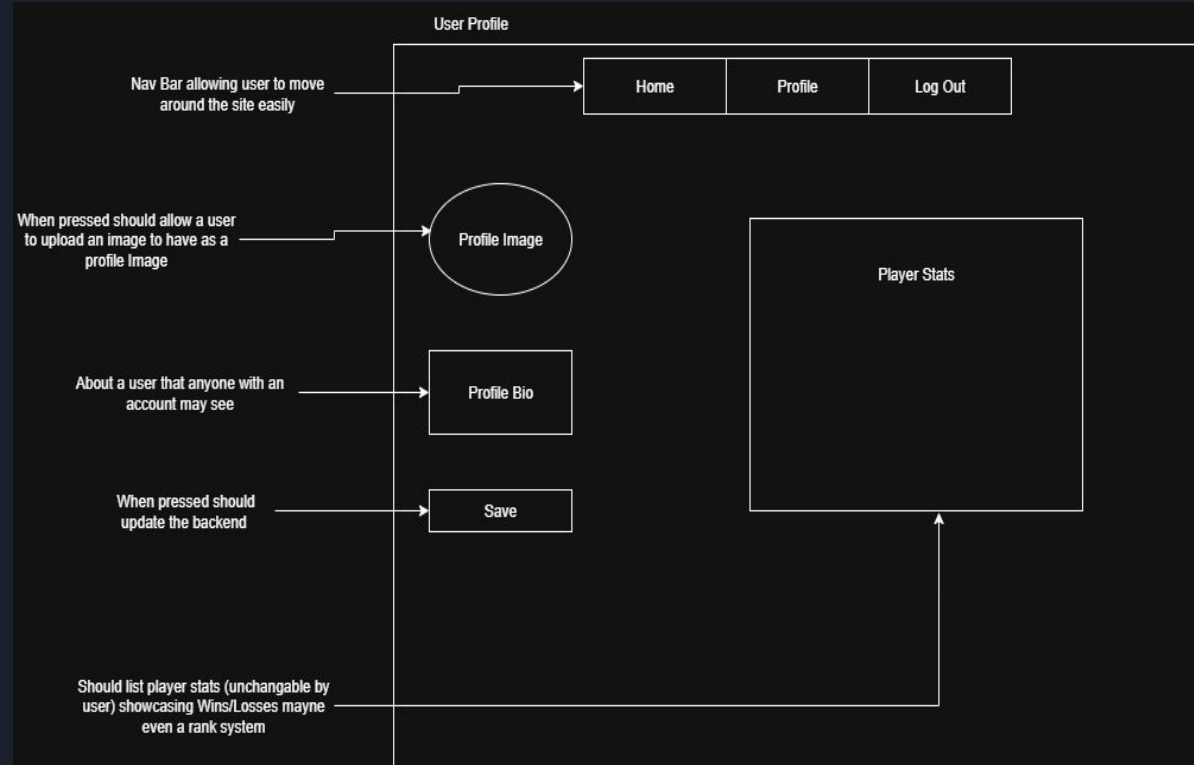 User Profile
Nav Bar allowing user to move
around the site easily
Home
Profile
Log Out
When pressed should allow a user
to upload an image to have as a
profile Image
Profile Image
Player Stats
About a user that anyone with an
account may see
Profile Bio
When pressed should
update the backend
Save
Should list player stats (unchangable by
user) showcasing Wins/Losses mayne
even a rank system